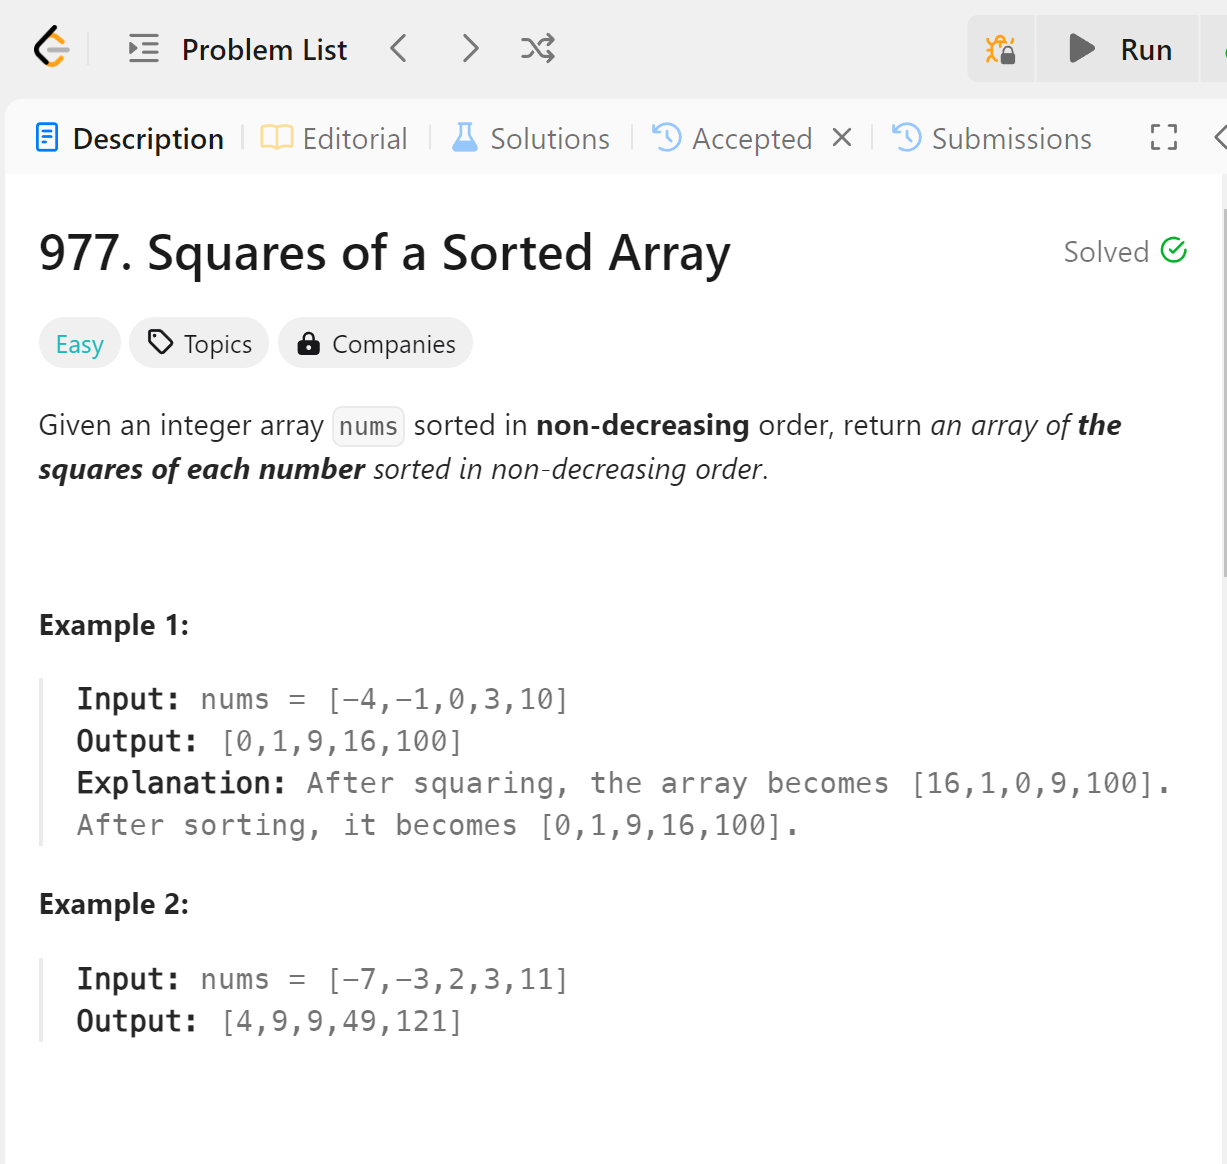 Problem List
Run
Description
Editorial
Solutions
Accepted
Submissions
977. Squares of a Sorted Array
Solved
Easy
Topics
Companies
Given an integer array nums sorted in non-decreasing order, return an array of the
squares of each number sorted in non-decreasing order.
Example 1:
Input: nums = [-4,-1,0,3,10]
Output: [0,1,9,16,100]
Explanation: After squaring, the array becomes [16,1,0,9,100].
After sorting, it becomes [0,1,9,16,100].
Example 2:
Input: nums = [-7,-3,2,3,11]
Output: [4,9,9,49,121]